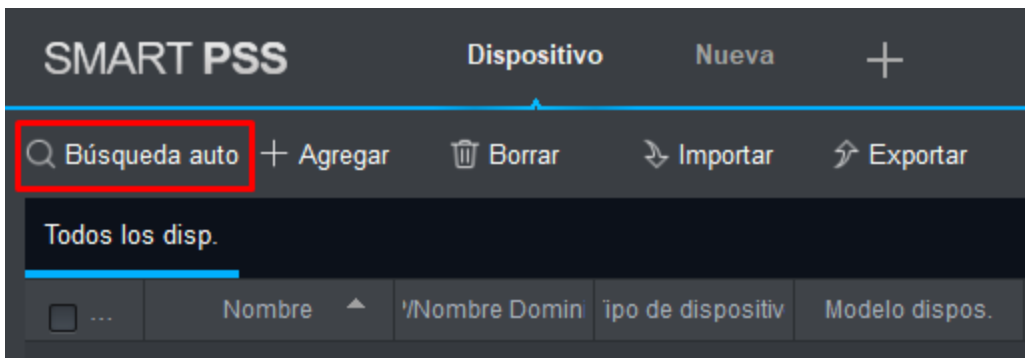 SMART PSS Dispositivo Nueva
Búsqueda auto Agregar Borrar Importar Exportar
Todos los disp.
... Nombre /Nombre Domini ipo de dispositiv Modelo dispos.